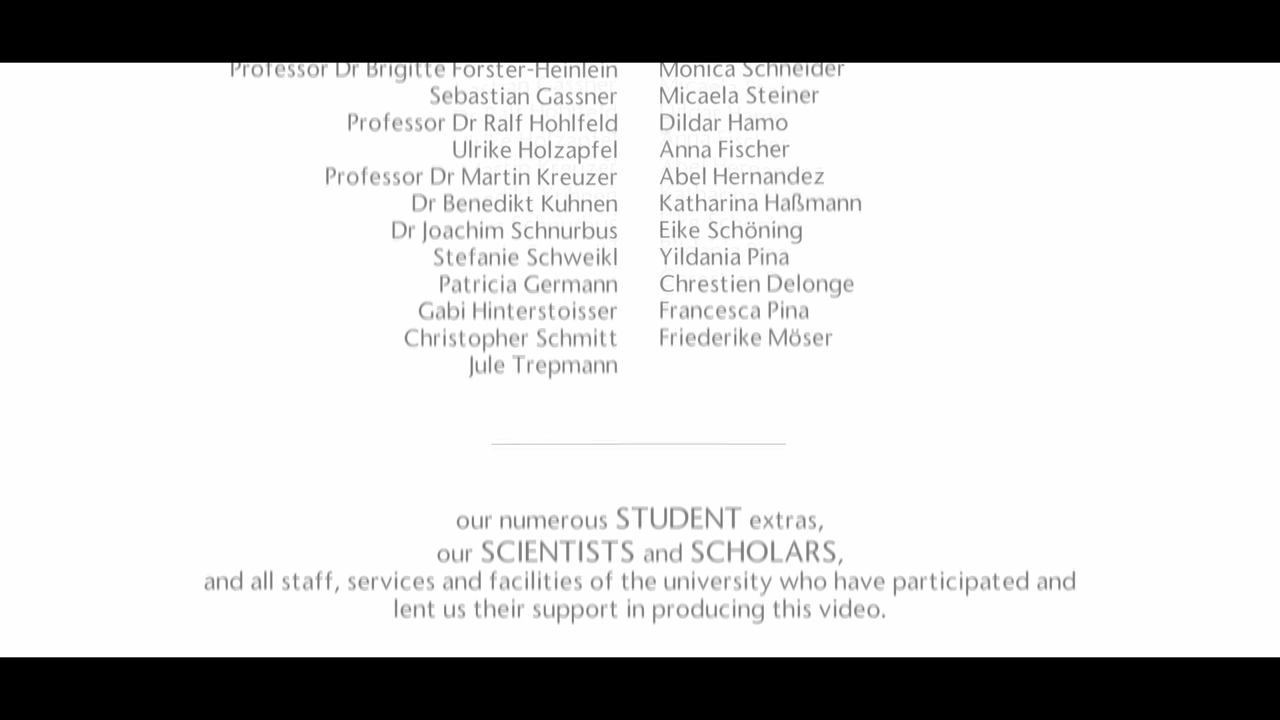 Professor Dr Brigitte Forster-Heinlein Monica Schneider
Sebastian Gassner Micaela Steiner
Professor Dr Ralf Hohlfeld Dildar Hamo
Ulrike Holzapfel Anna Fischer
Professor Dr Martin Kreuzer Abel Hernandez
Dr Benedikt Kuhnen Katharina Haßmann
Dr Joachim Schnurbus Eike Schöning
Stefanie Schweikl Yildania Pina
Patricia Germann Chrestien Delonge
Gabi Hinterstoisser Francesca Pina
Christopher Schmitt Friederike Möser
Jule Trepmann
our numerous STUDENT extras,
our SCIENTISTS and SCHOLARS,
and all staff, services and facilities of the university who have participated and
lent us their support in producing this video.